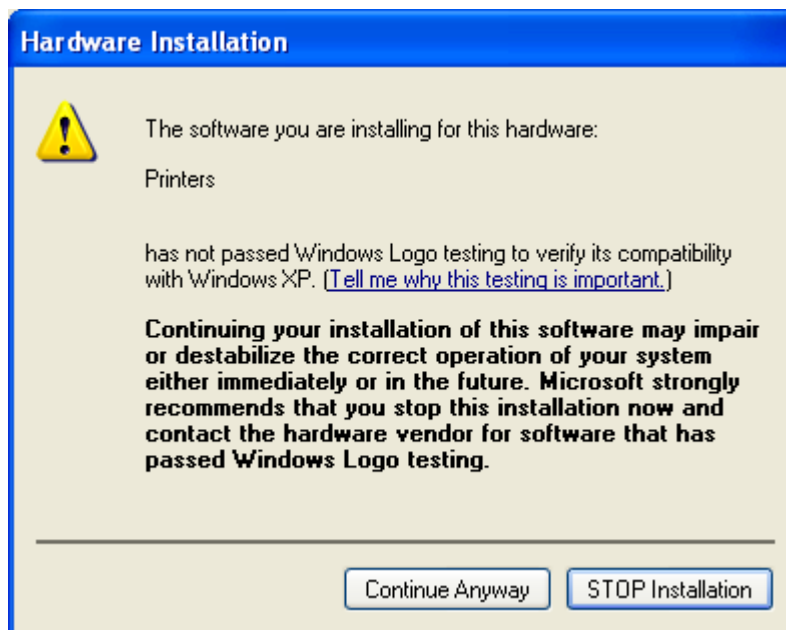 Hardware Installation
The software you are installing for this hardware:
Printers
has not passed Windows Logo testing to verify its compatibility
with Windows XP. (Tell me why this testing is important.)
Continuing your installation of this software may impair
or destabilize the correct operation of your system
either immediately or in the future. Microsoft strongly
recommends that you stop this installation now and
contact the hardware vendor for software that has
passed Windows Logo testing.
Continue Anyway
STOP Installation